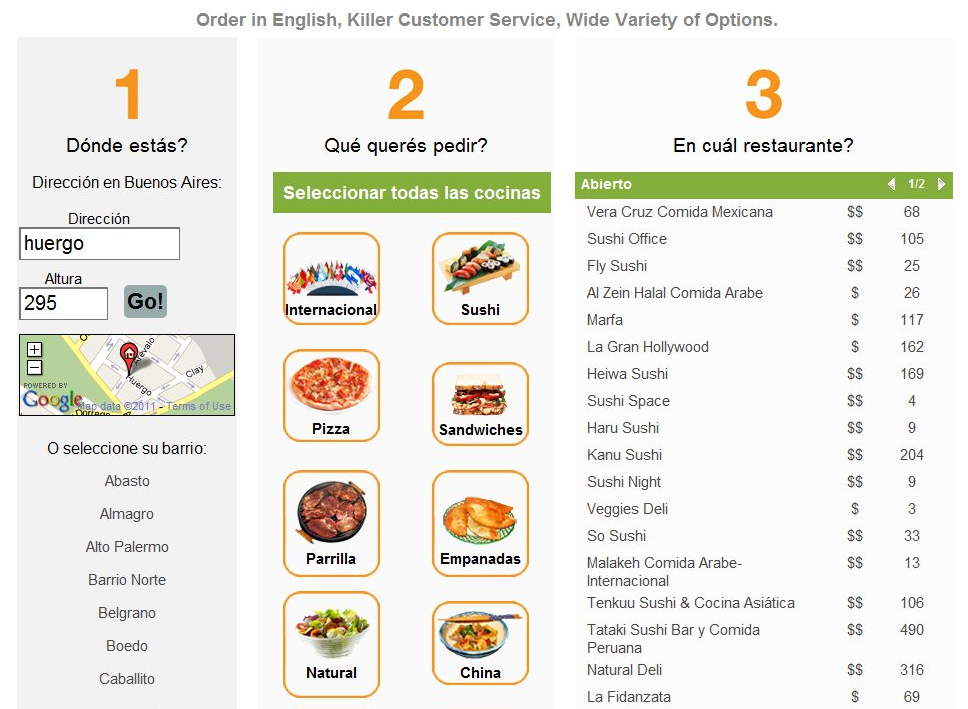 Order in English, Killer Customer Service, Wide Variety of Options.
1
Dónde estás?
Dirección en Buenos Aires:
Dirección
huergo
Altura
295
Go!
+
−
Arévalo
Huergo
Clay
POWERED BY
Google
Map data ©2011 - Terms of Use
O seleccione su barrio:
Abasto
Almagro
Alto Palermo
Barrio Norte
Belgrano
Boedo
Caballito
2
Qué querés pedir?
Seleccionar todas las cocinas
Internacional
Sushi
Pizza
Sandwiches
Parrilla
Empanadas
Natural
China
3
En cuál restaurante?
Abierto 1/2
Vera Cruz Comida Mexicana $$ 68
Sushi Office $$ 105
Fly Sushi $$ 25
Al Zein Halal Comida Arabe $ 26
Marfa $ 117
La Gran Hollywood $ 162
Heiwa Sushi $$ 169
Sushi Space $$ 4
Haru Sushi $$ 9
Kanu Sushi $$ 204
Sushi Night $$ 9
Veggies Deli $ 3
So Sushi $$ 33
Malakeh Comida Arabe- $$ 13
Internacional
Tenkuu Sushi & Cocina Asiática $$ 106
Tataki Sushi Bar y Comida $$ 490
Peruana
Natural Deli $$ 316
La Fidanzata $ 69